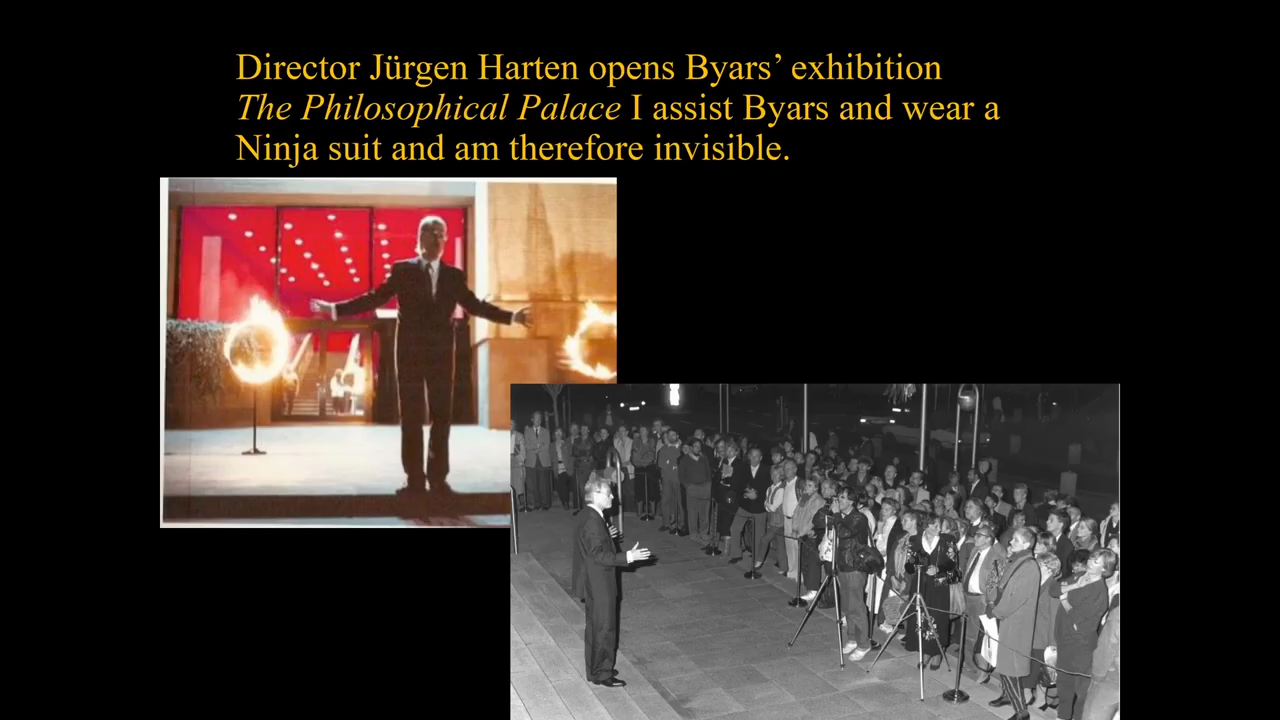 Director Jürgen Harten opens Byars’ exhibition
The Philosophical Palace I assist Byars and wear a
Ninja suit and am therefore invisible.